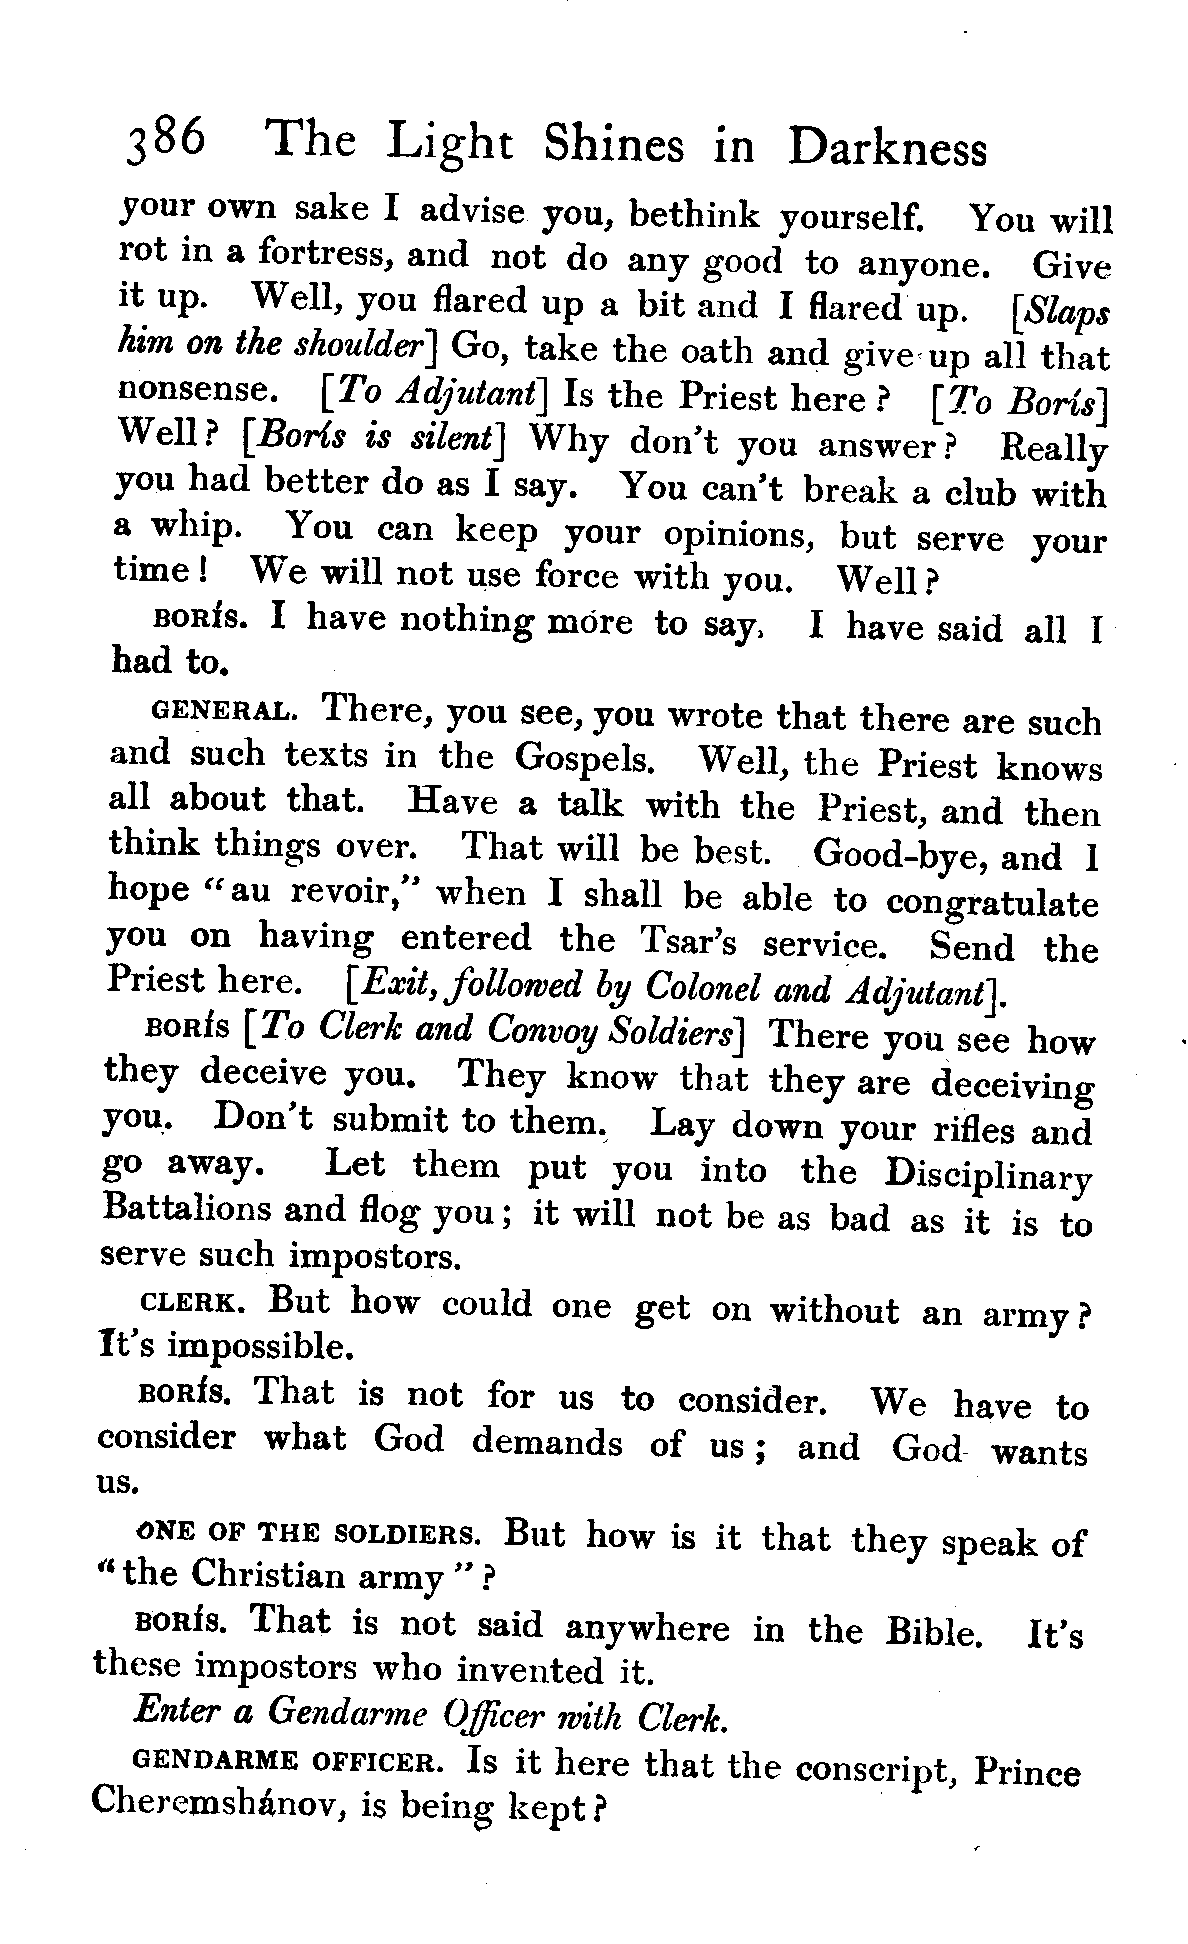 386 The Light Shines in Darkness
your own sake I advise you, bethink yourself. You will
rot in a fortress, and not do any good to anyone. Give
it up. Well, you flared up a bit and I flared up. [Slaps
him on the shoulder] Go, take the oath and give up all that
nonsense. [To Adjutant] Is the Priest here? [To Borís]
Well? [Borís is silent] Why don't you answer? Really
you had better do as I say. You can't break a club with
a whip. You can keep your opinions, but serve your
time! We will not use force with you. Well?
BORÍS. I have nothing more to say, I have said all I
had to.
GENERAL. There, you see, you wrote that there are such
and such texts in the Gospels. Well, the Priest knows
all about that. Have a talk with the Priest, and then
think things over. That will be best. Good-bye, and I
hope "au revoir," when I shall be able to congratulate
you on having entered the Tsar's service. Send the
Priest here. [Exit, followed by Colonel and Adjutant].
BORÍS [To Clerk and Convoy Soldiers] There you see how
they deceive you. They know that they are deceiving
you. Don't submit to them. Lay down your rifles and
go away. Let them put you into the Disciplinary
Battalions and flog you; it will not be as bad as it is to
serve such impostors.
CLERK. But how could one get on without an army?
It's impossible.
BORÍS. That is not for us to consider. We have to
consider what God demands of us; and God wants
us.
ONE OF THE SOLDIERS. But how is it that they speak of
"the Christian army"?
BORÍS. That is not said anywhere in the Bible. It's
these impostors who invented it.
Enter a Gendarme Officer with Clerk.
GENDARME OFFICER. Is it here that the conscript, Prince
Cheremshánov, is being kept?